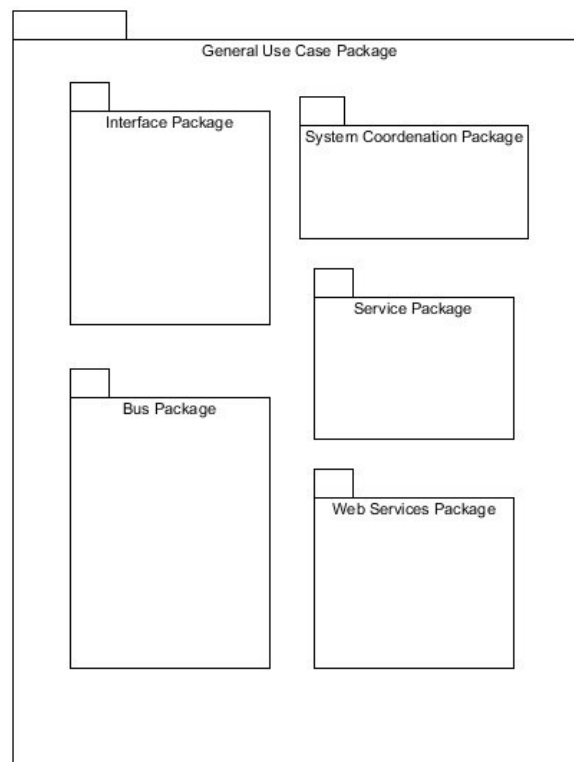 General Use Case Package
Interface Package
System Coordenation Package
Service Package
Bus Package
Web Services Package